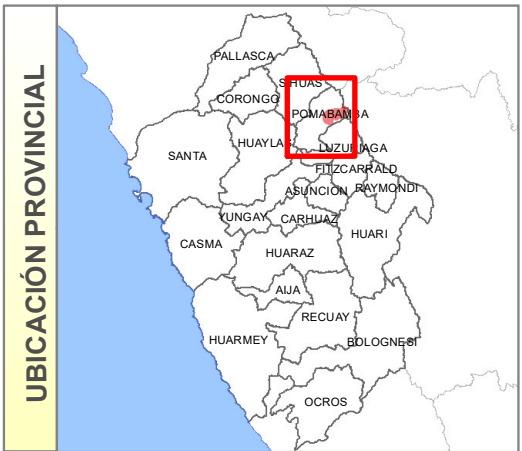 UBICACIÓN PROVINCIAL
PALLASCA
SIHUAS
CORONGO
POMABAMBA
SANTA
HUAYLAS
LUZURIAGA
FITZCARRALD
ASUNCION
RAYMONDI
YUNGAY
CARHUAZ
HUARI
CASMA
HUARAZ
AIJA
RECUAY
HUARMEY
BOLOGNESI
OCROS